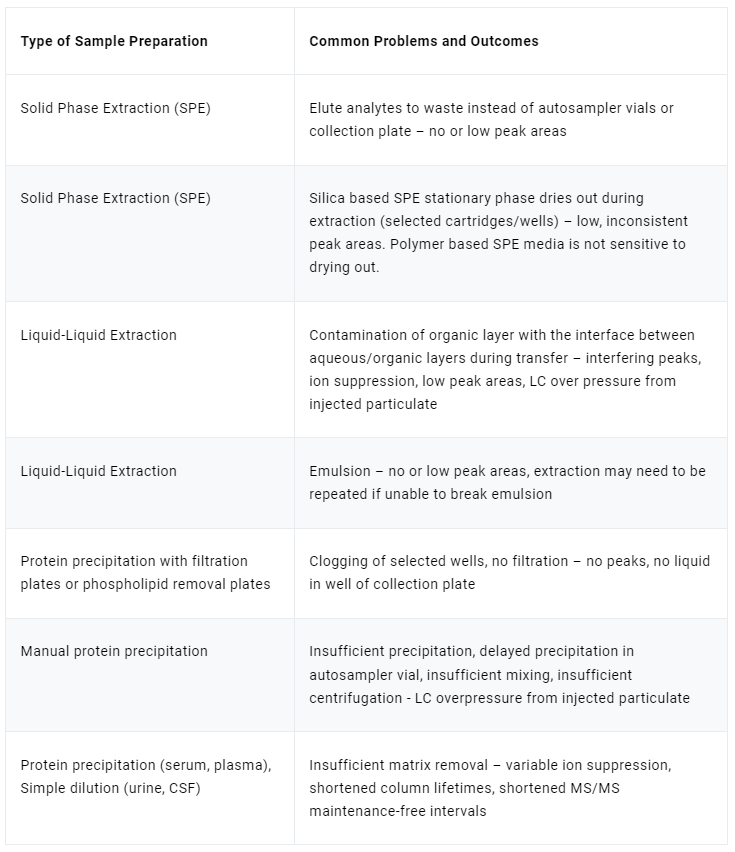 Type of Sample Preparation
Common Problems and Outcomes
Solid Phase Extraction (SPE)
Elute analytes to waste instead of autosampler vials or
collection plate – no or low peak areas
Solid Phase Extraction (SPE)
Silica based SPE stationary phase dries out during
extraction (selected cartridges/wells) – low, inconsistent
peak areas. Polymer based SPE media is not sensitive to
drying out.
Liquid-Liquid Extraction
Contamination of organic layer with the interface between
aqueous/organic layers during transfer – interfering peaks,
ion suppression, low peak areas, LC over pressure from
injected particulate
Liquid-Liquid Extraction
Emulsion – no or low peak areas, extraction may need to be
repeated if unable to break emulsion
Protein precipitation with filtration
plates or phospholipid removal plates
Clogging of selected wells, no filtration – no peaks, no liquid
in well of collection plate
Manual protein precipitation
Insufficient precipitation, delayed precipitation in
autosampler vial, insufficient mixing, insufficient
centrifugation - LC overpressure from injected particulate
Protein precipitation (serum, plasma),
Simple dilution (urine, CSF)
Insufficient matrix removal – variable ion suppression,
shortened column lifetimes, shortened MS/MS
maintenance-free intervals